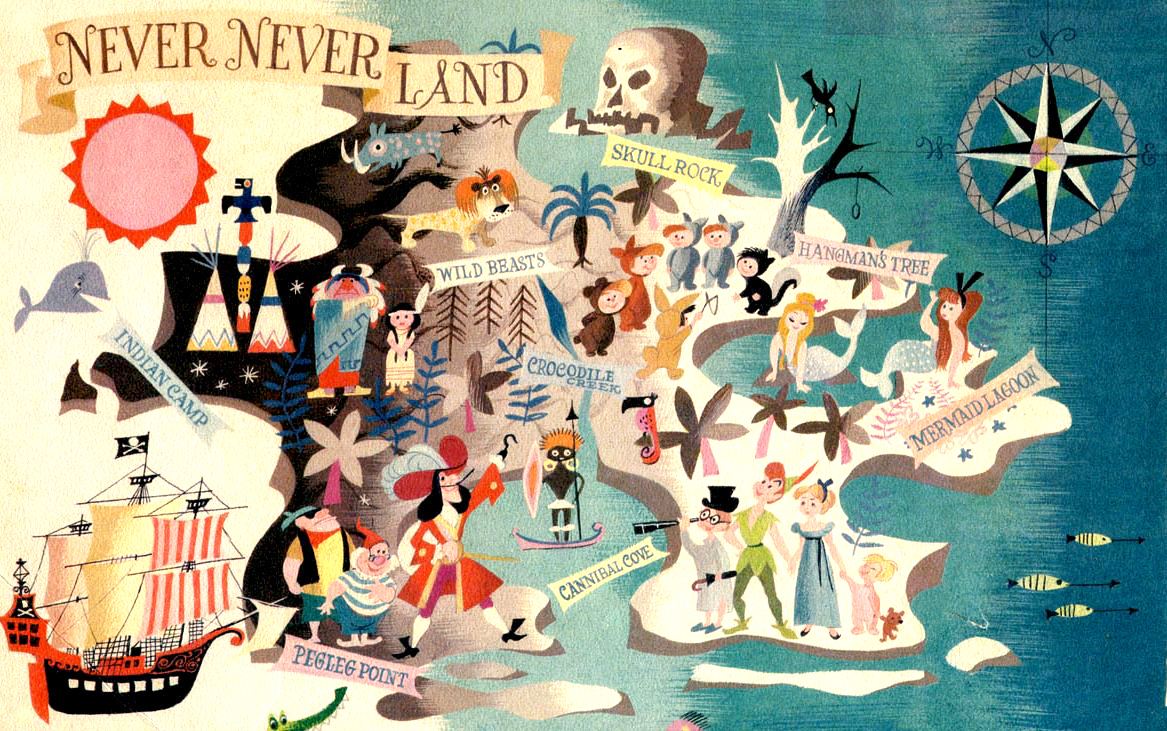 NEVER NEVER
LAND
N
W
E
S
SKULL ROCK
HANGMAN'S TREE
WILD BEASTS
INDIAN CAMP
CROCODILE
CREEK
MERMAID LAGOON
CANNIBAL COVE
PEGLEG POINT